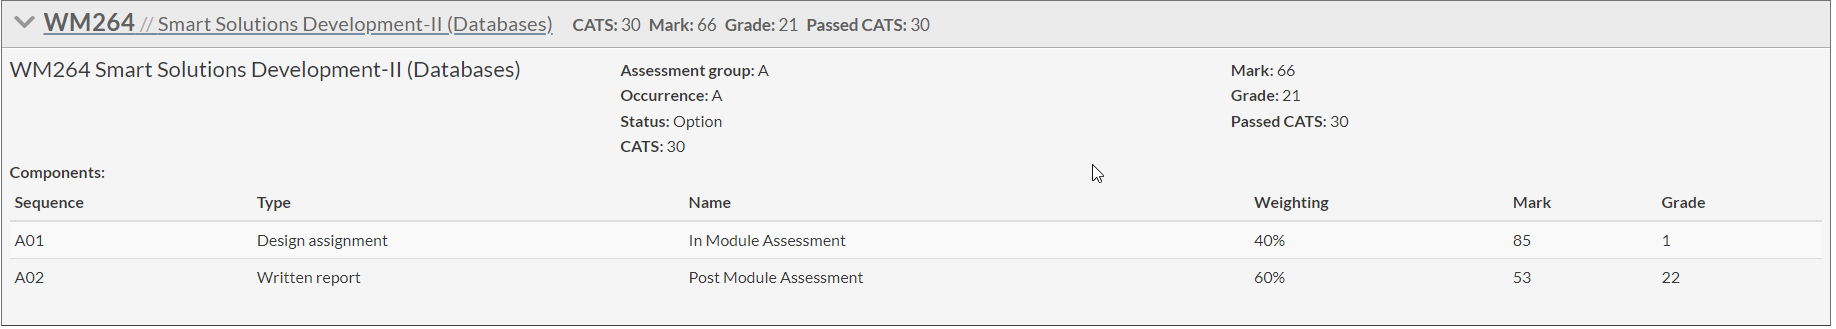 WM264 // Smart Solutions Development-II (Databases) CATS: 30 Mark: 66 Grade: 21 Passed CATS: 30
WM264 Smart Solutions Development-II (Databases)
Assessment group: A
Occurrence: A
Status: Option
CATS: 30
Mark: 66
Grade: 21
Passed CATS: 30
Components:
Sequence Type Name Weighting Mark Grade
A01 Design assignment In Module Assessment 40% 85 1
A02 Written report Post Module Assessment 60% 53 22